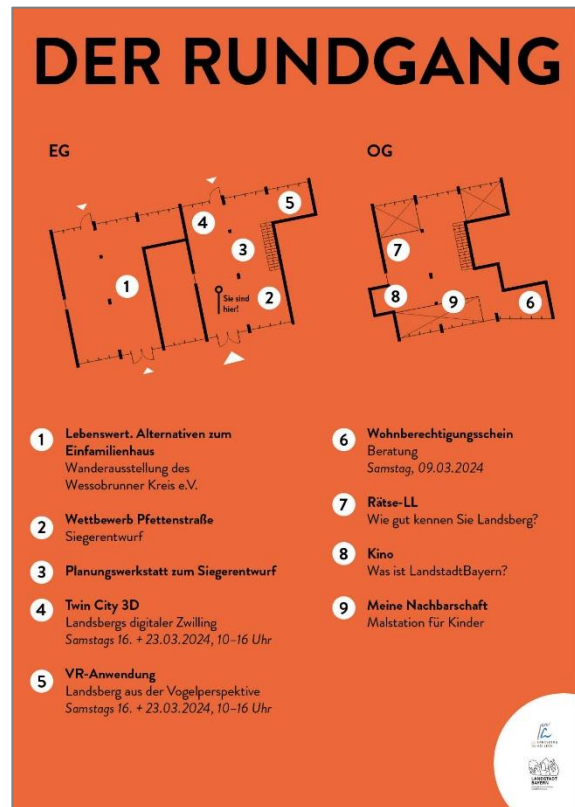 DER RUNDGANG
EG
OG
1
2
3
4
5
Sie sind
hier!
6
7
8
9
1
Lebenswert. Alternativen zum
Einfamilienhaus
Wanderausstellung des
Wessobrunner Kreis e.V.
2
Wettbewerb Pfettenstraße
Siegerentwurf
3
Planungswerkstatt zum Siegerentwurf
4
Twin City 3D
Landsbergs digitaler Zwilling
Samstags 16. + 23.03.2024, 10–16 Uhr
5
VR-Anwendung
Landsberg aus der Vogelperspektive
Samstags 16. + 23.03.2024, 10–16 Uhr
6
Wohnberechtigungsschein
Beratung
Samstag, 09.03.2024
7
Rätse-LL
Wie gut kennen Sie Landsberg?
8
Kino
Was ist LandstadtBayern?
9
Meine Nachbarschaft
Malstation für Kinder
LANDSTADT
BAYERN